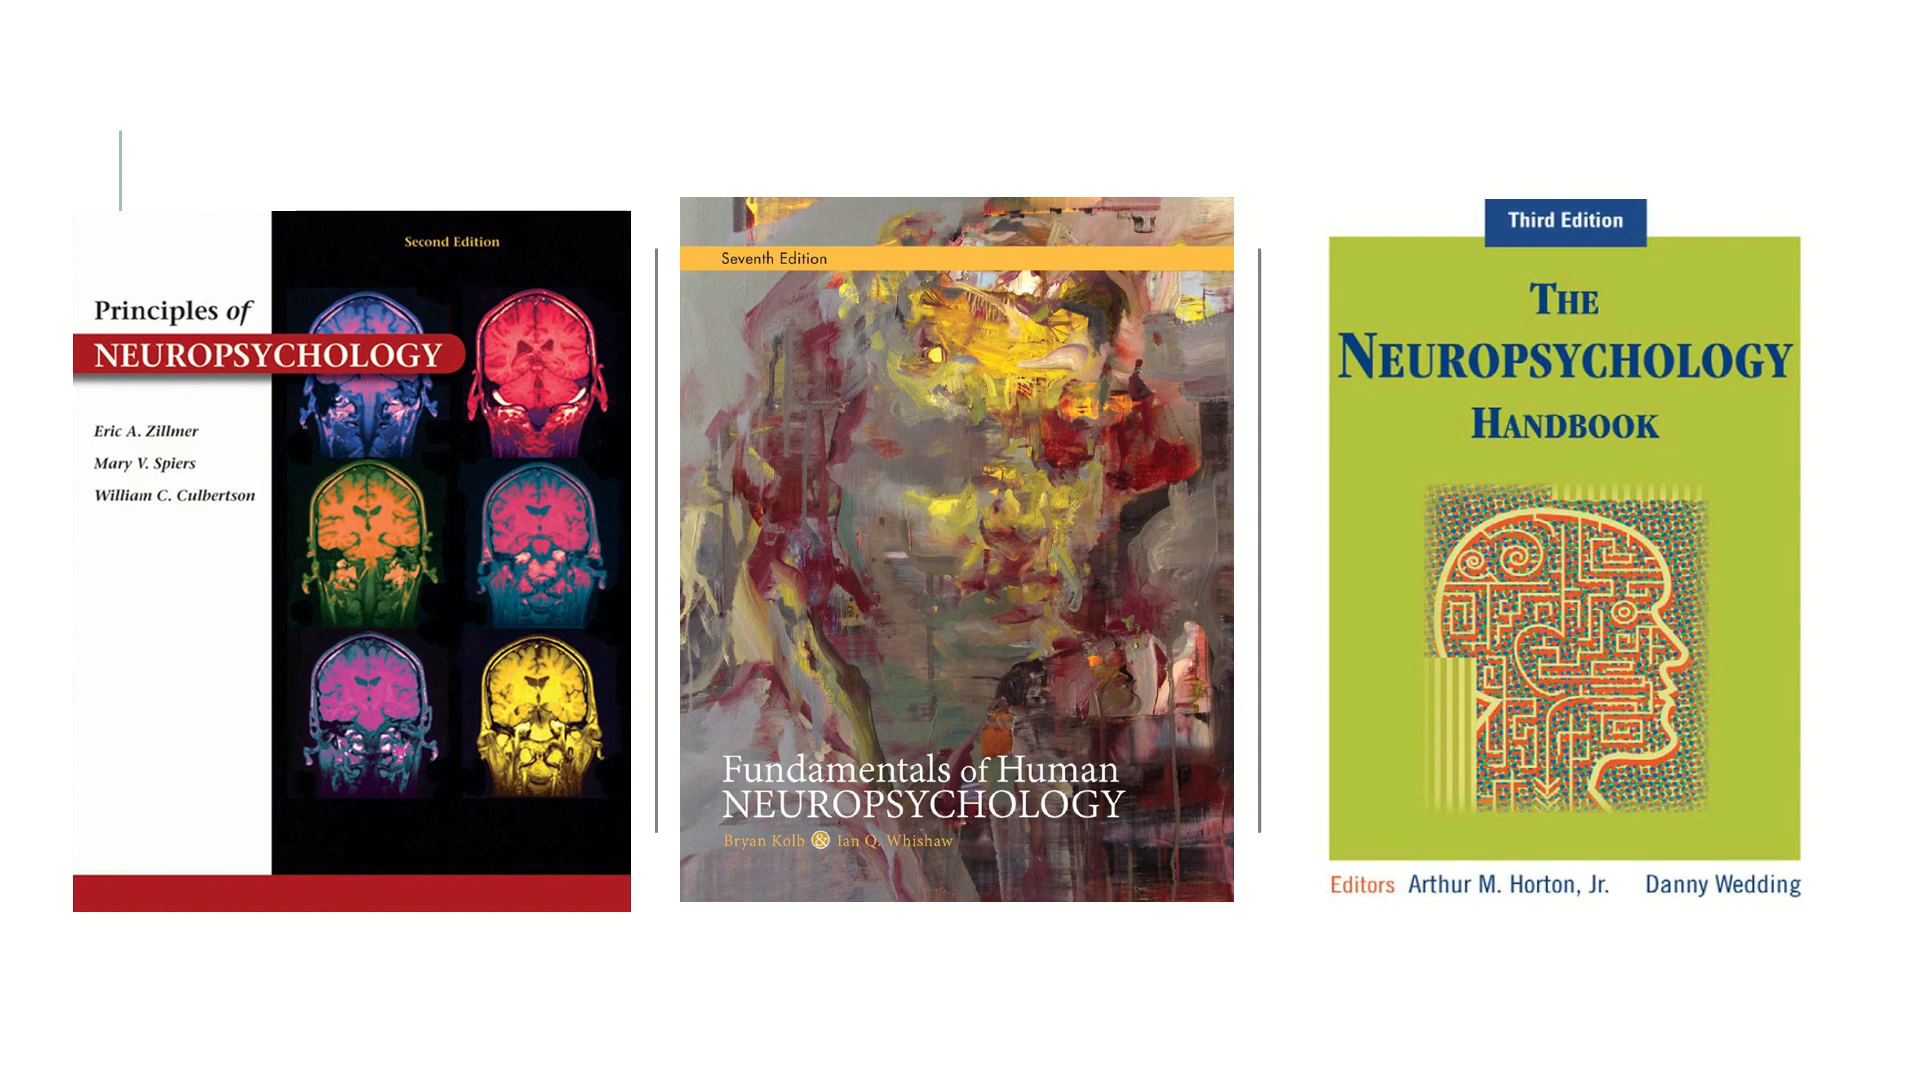 Second Edition
Principles of
NEUROPSYCHOLOGY
Eric A. Zillmer
Mary V. Spiers
William C. Culbertson
Seventh Edition
Fundamentals of Human
NEUROPSYCHOLOGY
Bryan Kolb & Ian Q. Whishaw
Third Edition
THE
NEUROPSYCHOLOGY
HANDBOOK
Editors Arthur M. Horton, Jr. Danny Wedding